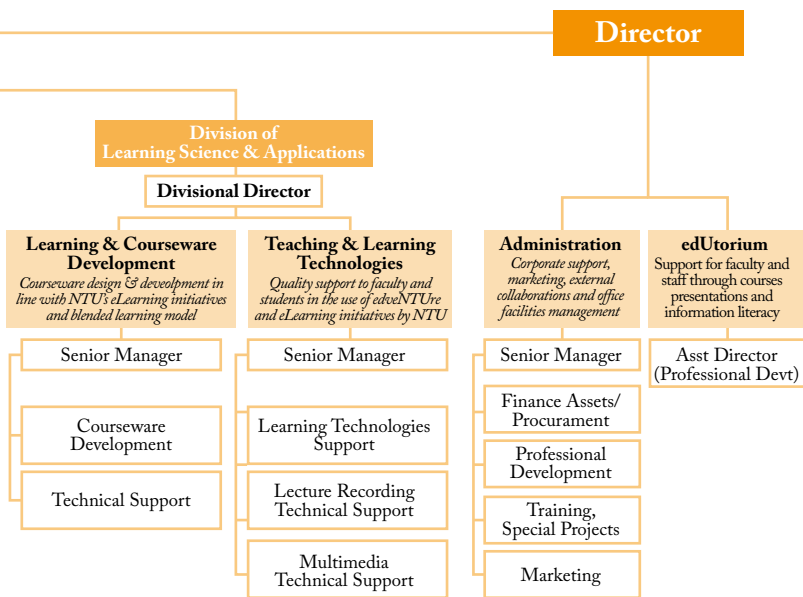 Director
Division of
Learning Science & Applications
Divisional Director
Learning & Courseware
Development
Courseware design & deveolpment in
line with NTU's eLearning initiatives
and blended learning model
Senior Manager
Courseware
Development
Technical Support
Teaching & Learning
Technologies
Quality support to faculty and
students in the use of edveNTUre
and eLearning initiatives by NTU
Senior Manager
Learning Technologies
Support
Lecture Recording
Technical Support
Multimedia
Technical Support
Administration
Corporate support,
marketing, external
collaborations and office
facilities management
Senior Manager
Finance Assets/
Procurament
Professional
Development
Training,
Special Projects
Marketing
edUtorium
Support for faculty and
staff through courses
presentations and
information literacy
Asst Director
(Professional Devt)